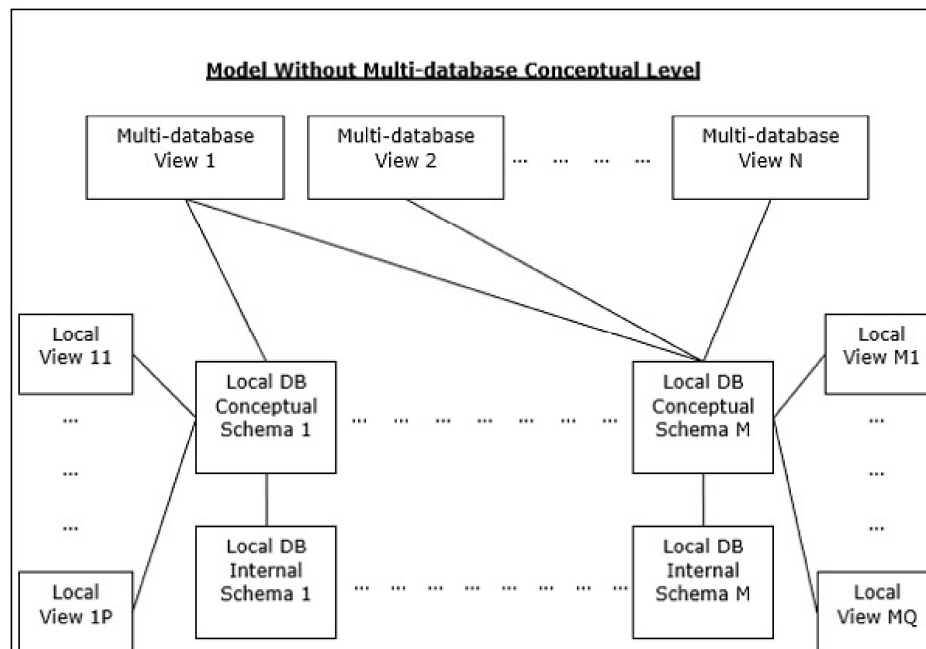 Model Without Multi-database Conceptual Level
Multi-database
View 1
Multi-database
View 2
... ... ... ...
Multi-database
View N
Local
View 11
Local
View M1
Local DB
Conceptual
Schema 1
... ... ... ... ... ... ...
Local DB
Conceptual
Schema M
...
...
...
...
...
...
Local DB
Internal
Schema 1
... ... ... ... ... ... ...
Local DB
Internal
Schema M
Local
View 1P
Local
View MQ